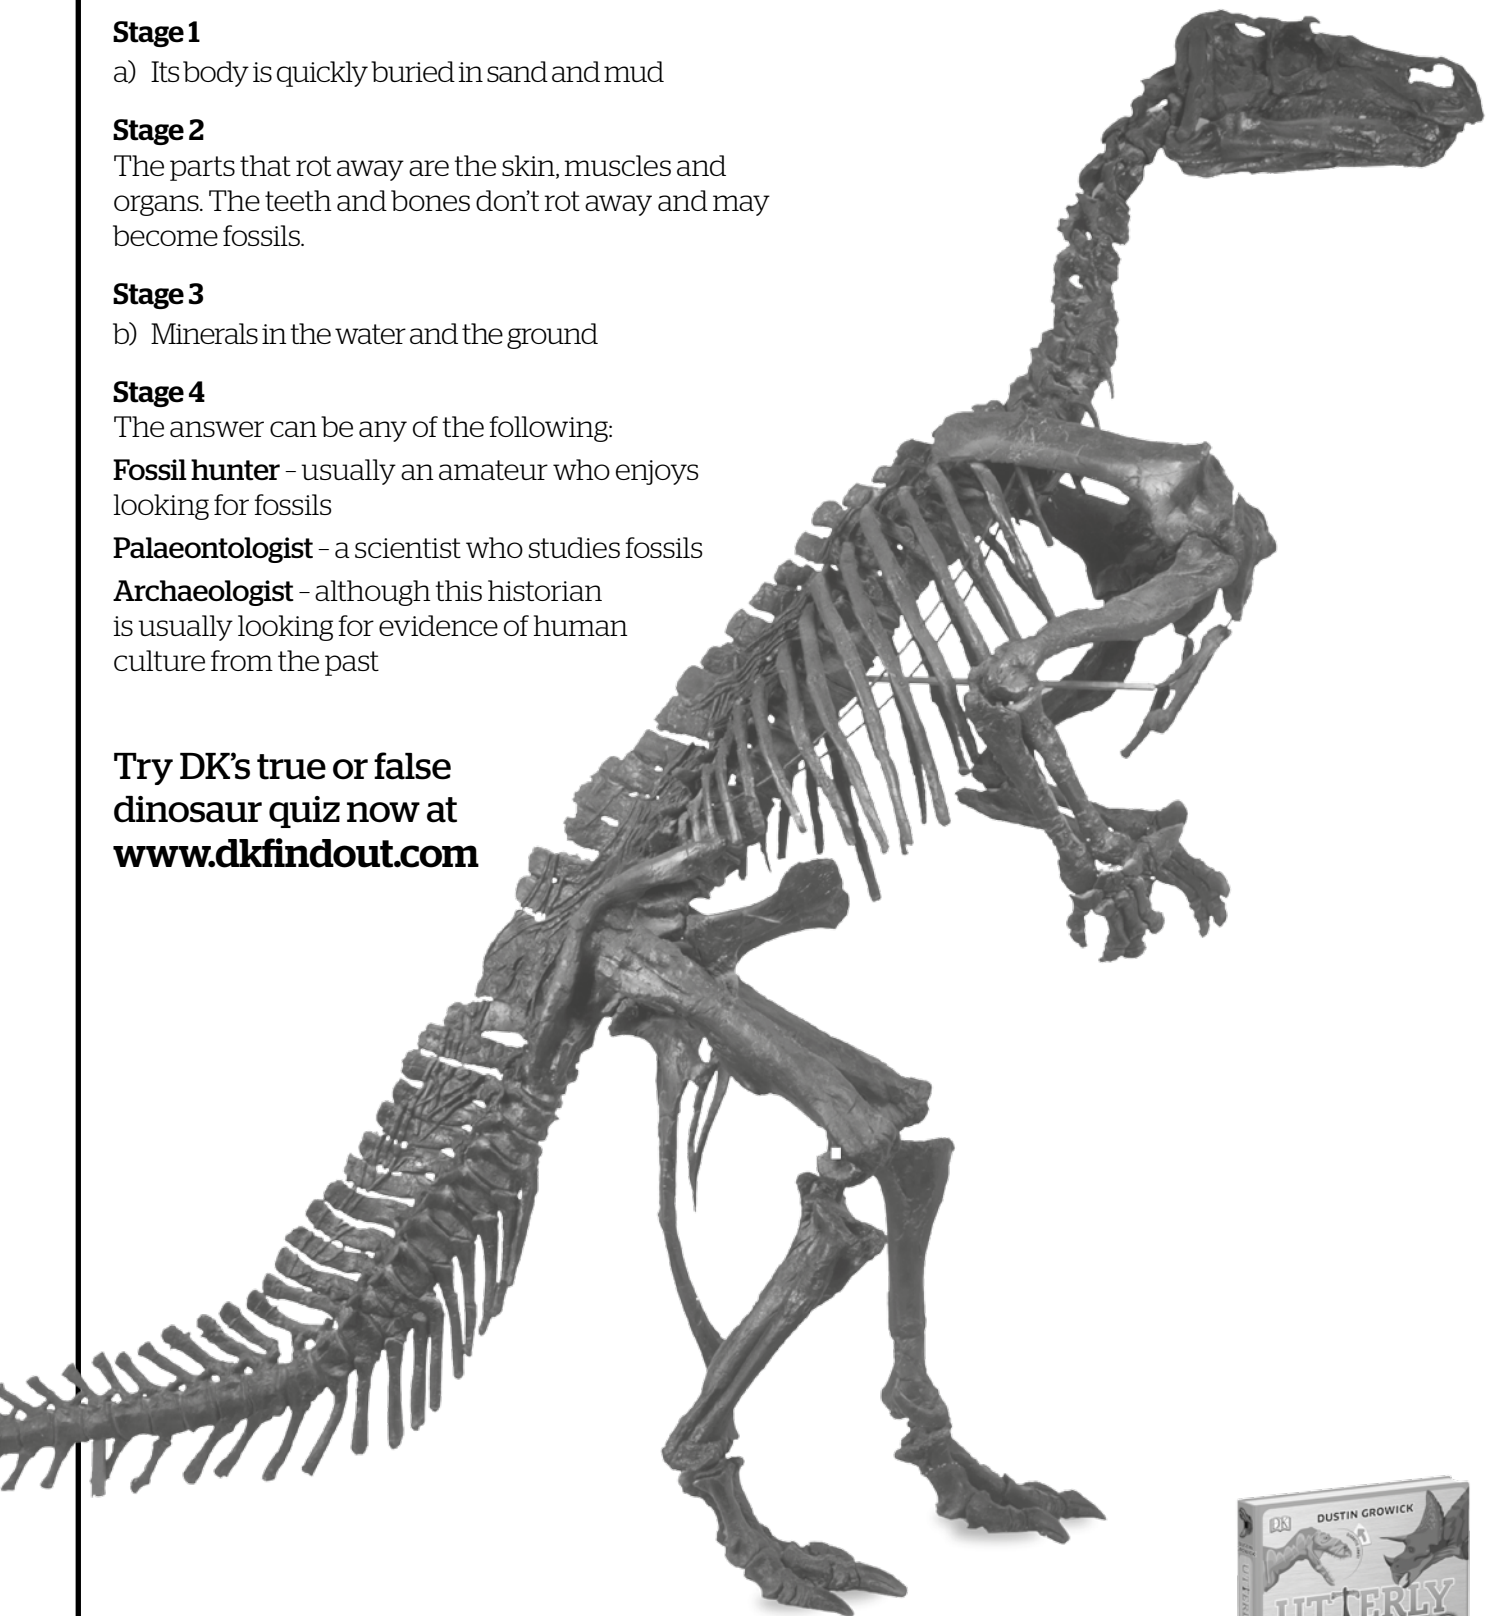 Stage 1
a) Its body is quickly buried in sand and mud
Stage 2
The parts that rot away are the skin, muscles and
organs. The teeth and bones don’t rot away and may
become fossils.
Stage 3
b) Minerals in the water and the ground
Stage 4
The answer can be any of the following:
Fossil hunter – usually an amateur who enjoys
looking for fossils
Palaeontologist – a scientist who studies fossils
Archaeologist – although this historian
is usually looking for evidence of human
culture from the past
Try DK’s true or false
dinosaur quiz now at
www.dkfindout.com
DK
DUSTIN GROWICK
UTTERLY